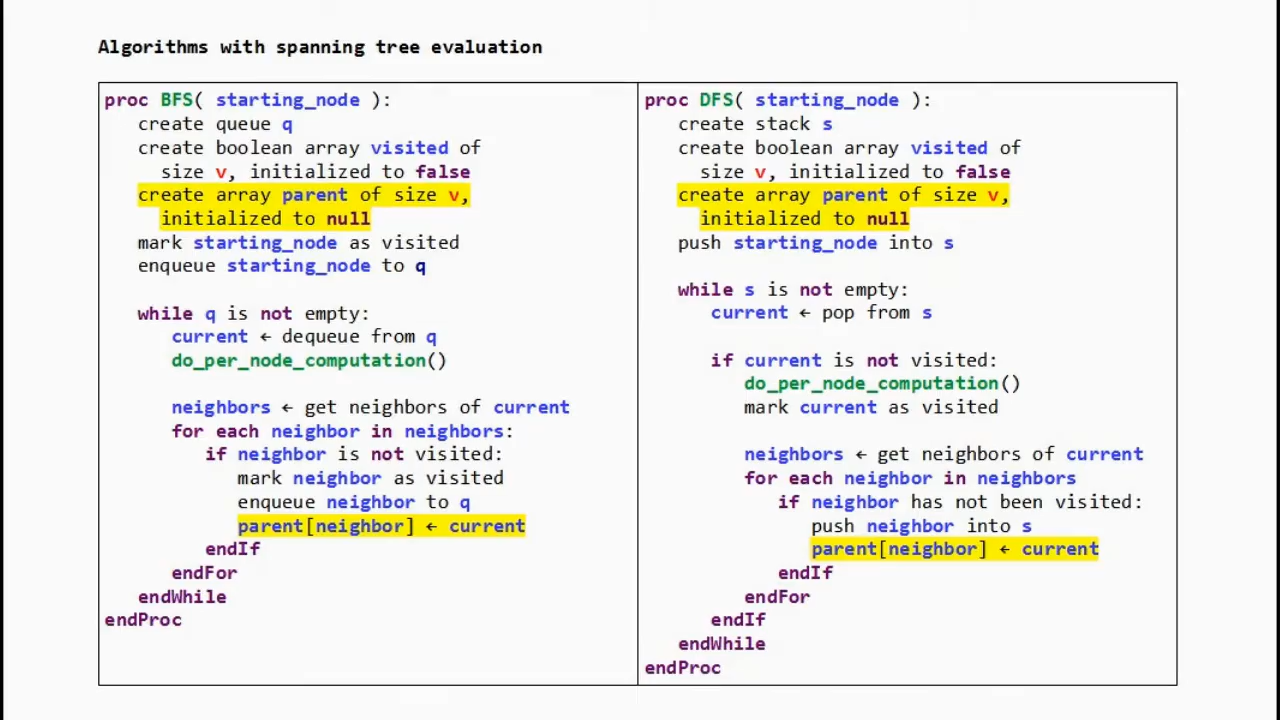 Algorithms with spanning tree evaluation
proc BFS( starting_node ):
create queue q
create boolean array visited of
size v, initialized to false
create array parent of size v,
initialized to null
mark starting_node as visited
enqueue starting_node to q
while q is not empty:
current ← dequeue from q
do_per_node_computation()
neighbors ← get neighbors of current
for each neighbor in neighbors:
if neighbor is not visited:
mark neighbor as visited
enqueue neighbor to q
parent[neighbor] ← current
endIf
endFor
endWhile
endProc
proc DFS( starting_node ):
create stack s
create boolean array visited of
size v, initialized to false
create array parent of size v,
initialized to null
push starting_node into s
while s is not empty:
current ← pop from s
if current is not visited:
do_per_node_computation()
mark current as visited
neighbors ← get neighbors of current
for each neighbor in neighbors
if neighbor has not been visited:
push neighbor into s
parent[neighbor] ← current
endIf
endFor
endIf
endWhile
endProc